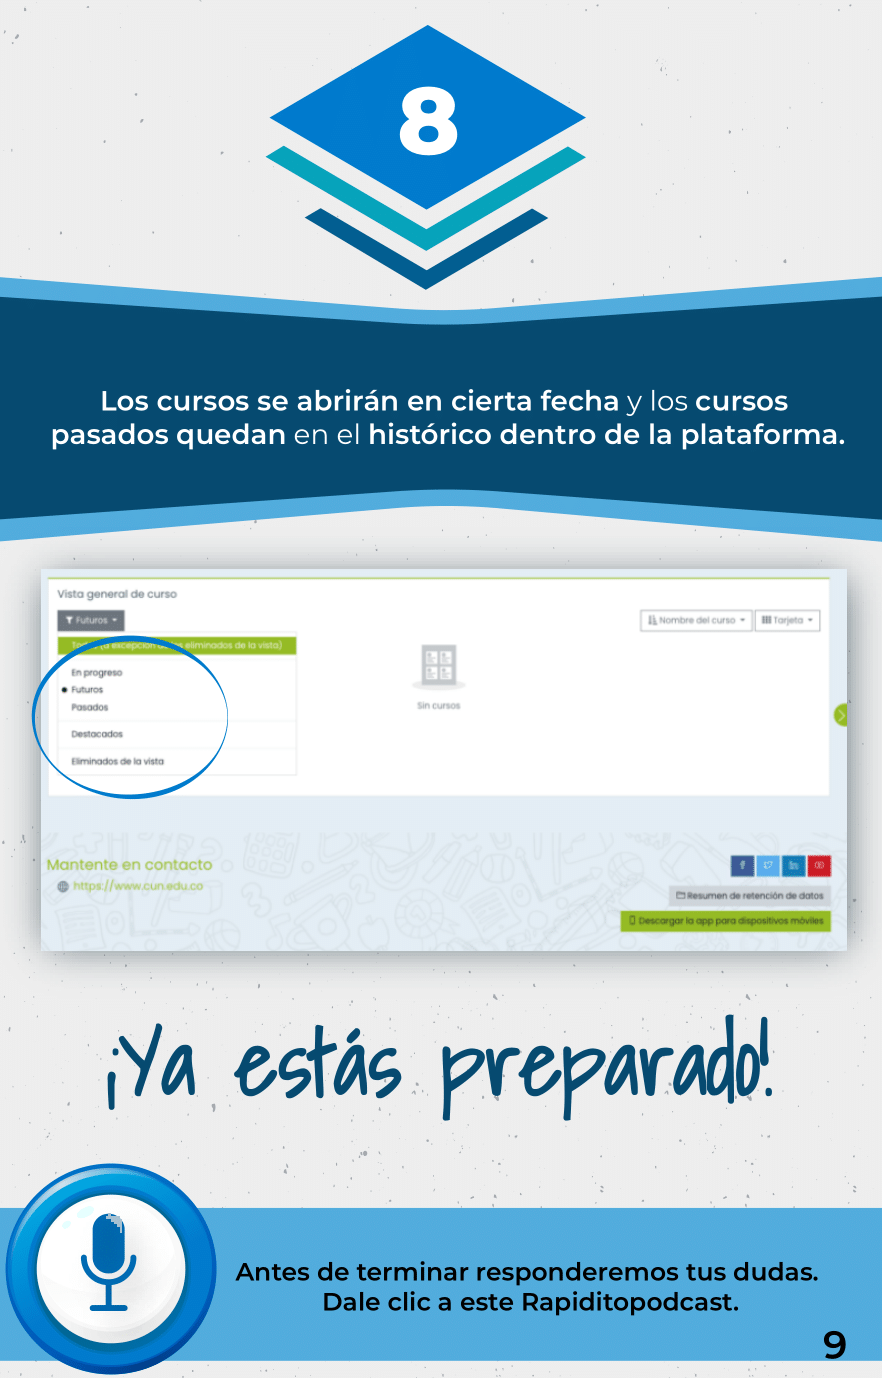 8
Los cursos se abrirán en cierta fecha y los cursos
pasados quedan en el histórico dentro de la plataforma.
Vista general de curso
Futuros
Nombre del curso
Tarjeta
(a excepción de los eliminados de la vista)
En progreso
Futuros
Pasados
Destacados
Eliminados de la vista
Sin cursos
Mantente en contacto
https://www.cun.edu.co
Resumen de retención de datos
Descargar la app para dispositivos móviles
¡Ya estás preparado!
Antes de terminar responderemos tus dudas.
Dale clic a este Rapiditopodcast.
9